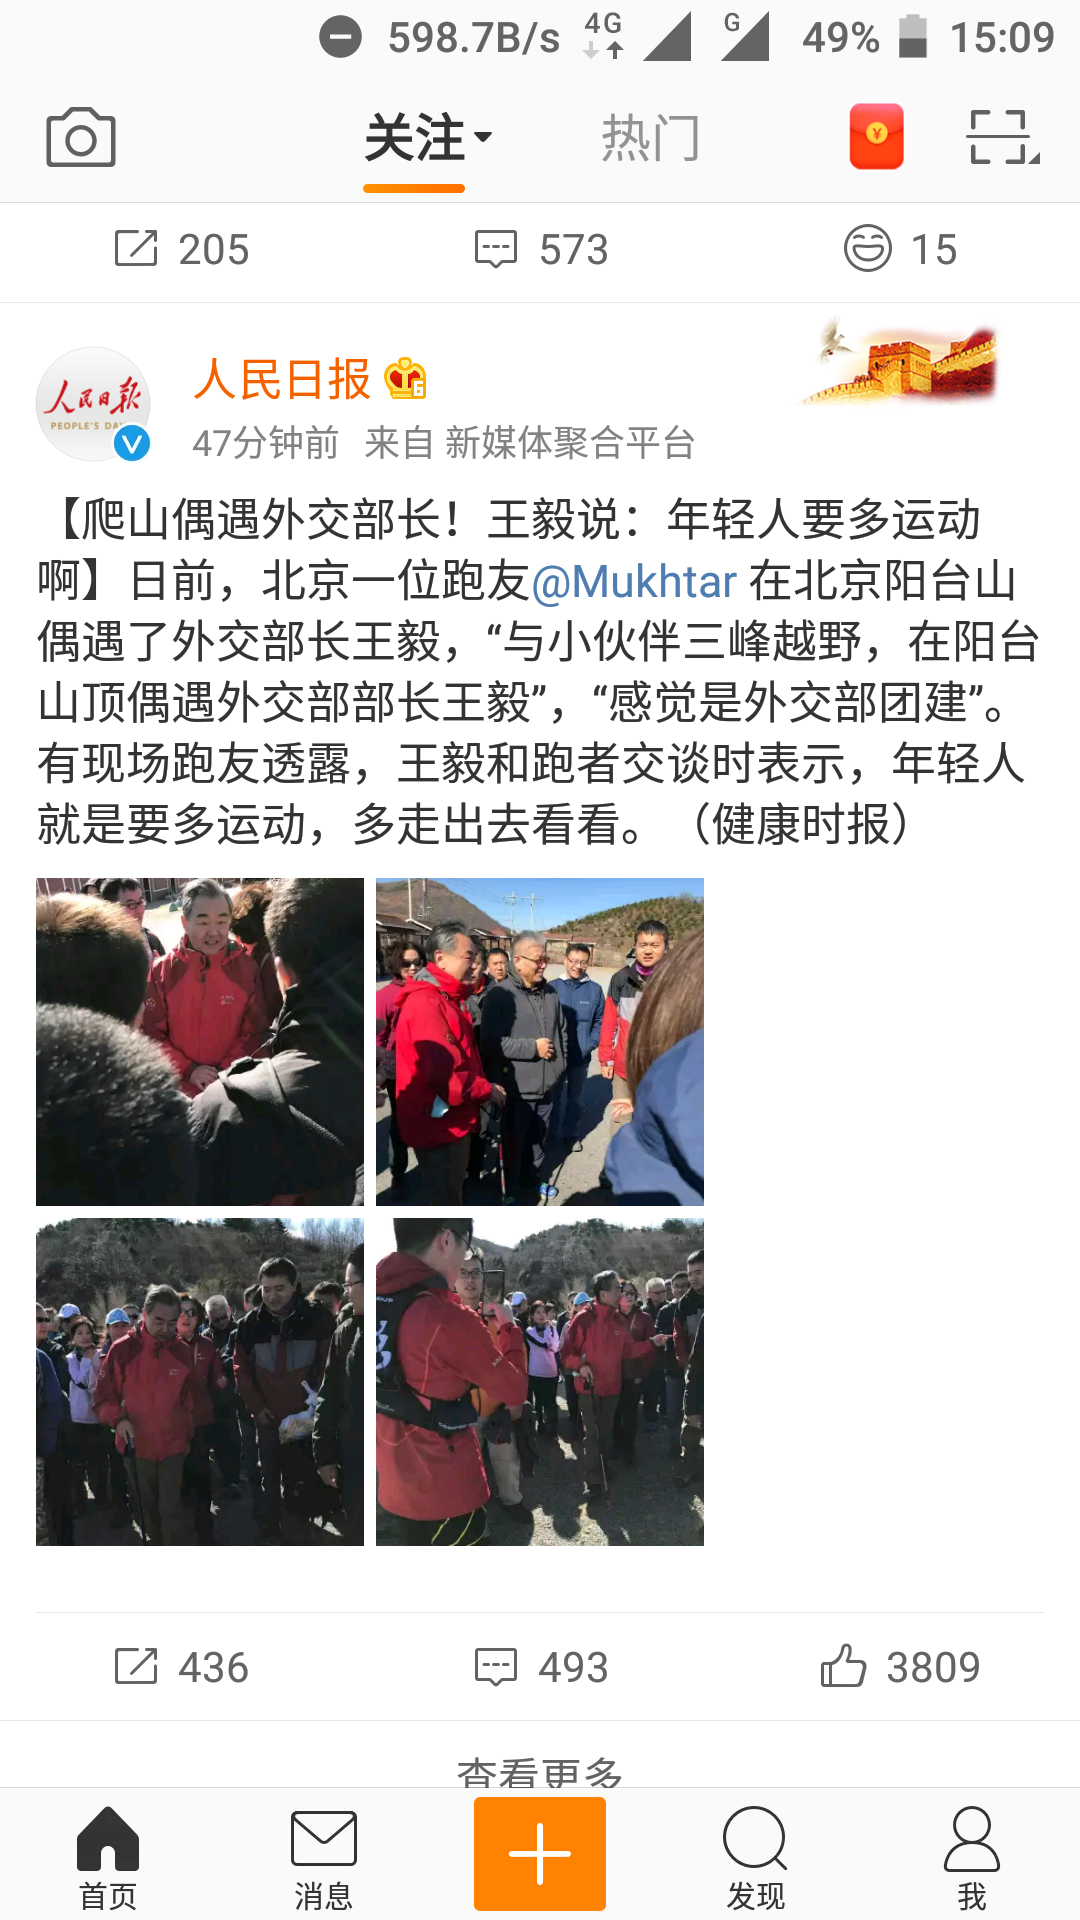 598.7B/s 4G G 49% 15:09
关注 热门
205 573 15
人民日报
PEOPLE'S DA
人民日报
47分钟前 来自 新媒体聚合平台
【爬山偶遇外交部长！王毅说：年轻人要多运动
啊】日前，北京一位跑友@Mukhtar 在北京阳台山
偶遇了外交部长王毅，“与小伙伴三峰越野，在阳台
山顶偶遇外交部部长王毅”，“感觉是外交部团建”。
有现场跑友透露，王毅和跑者交谈时表示，年轻人
就是要多运动，多走出去看看。（健康时报）
436 493 3809
查看更多
首页 消息 发现 我